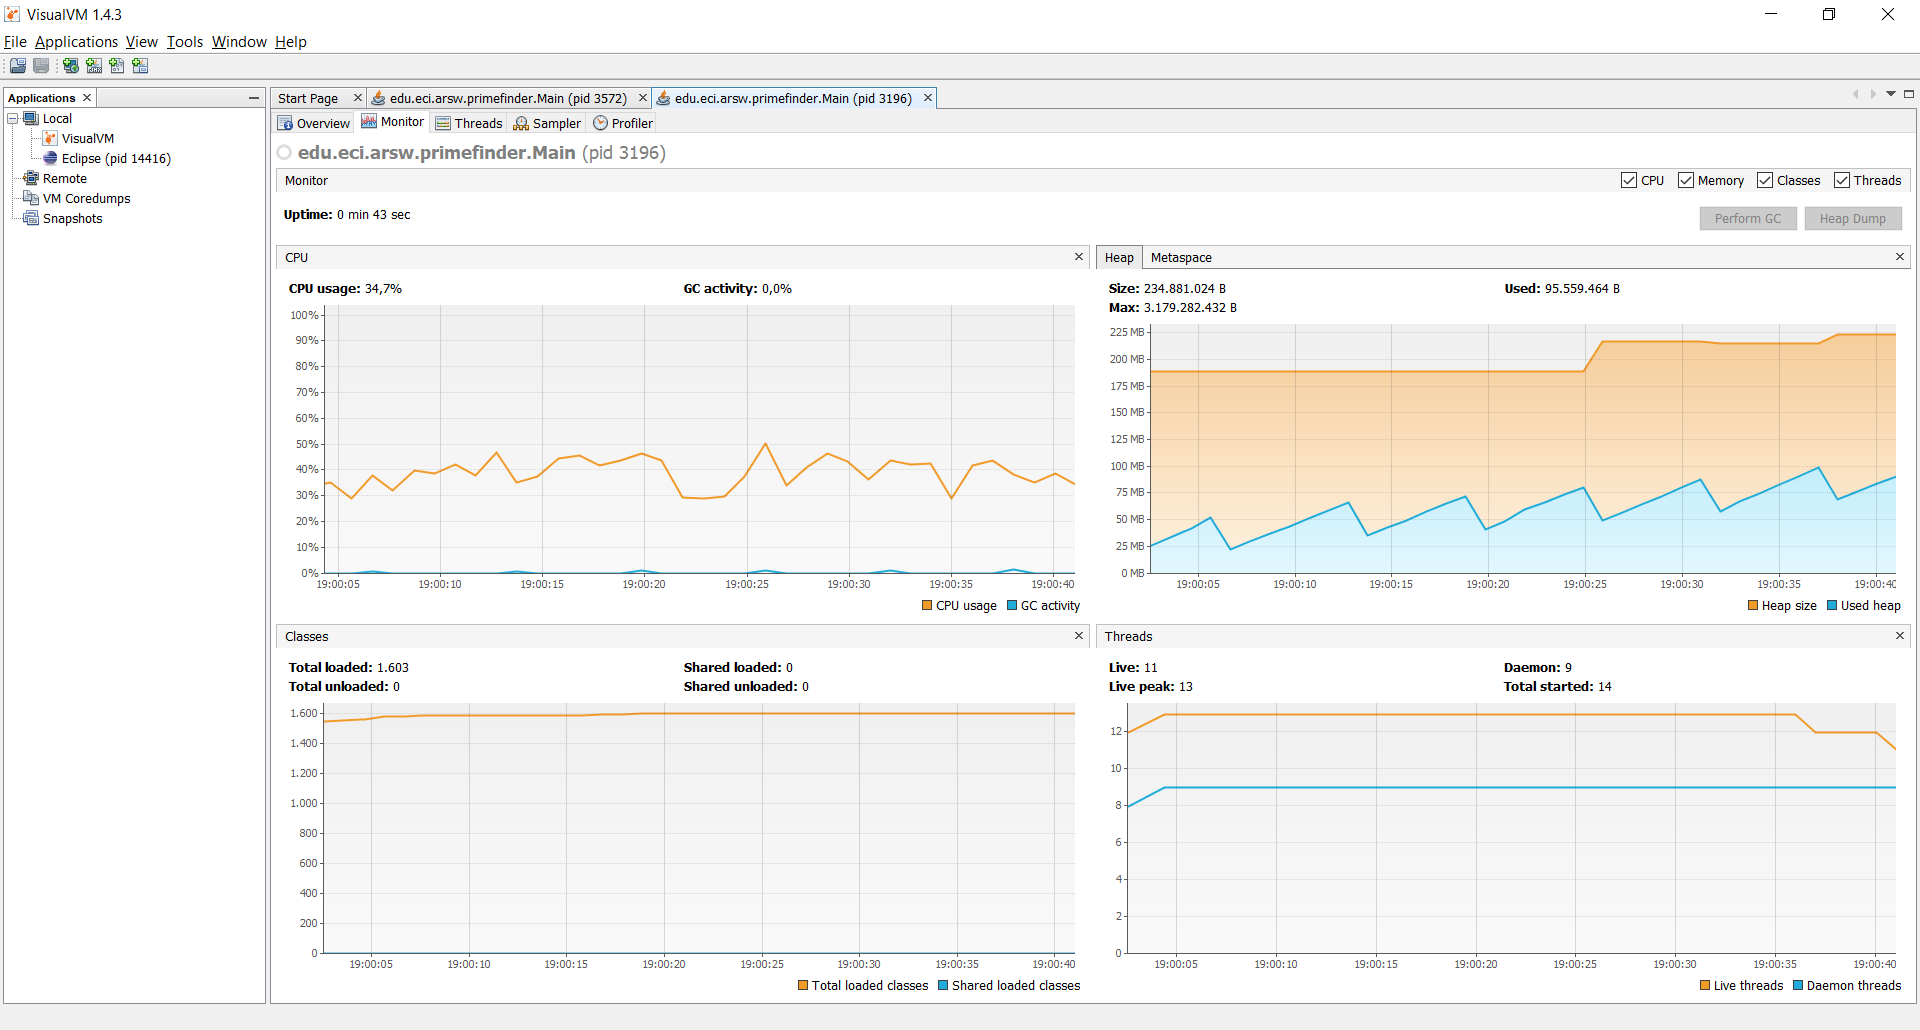 VisualVM 1.4.3
File Applications View Tools Window Help
Applications
Local
VisualVM
Eclipse (pid 14416)
Remote
VM Coredumps
Snapshots
Start Page edu.eci.arsw.primefinder.Main (pid 3572) edu.eci.arsw.primefinder.Main (pid 3196)
Overview Monitor Threads Sampler Profiler
edu.eci.arsw.primefinder.Main (pid 3196)
Monitor CPU Memory Classes Threads
Uptime: 0 min 43 sec
Perform GC Heap Dump
CPU
CPU usage: 34,7% GC activity: 0,0%
100%
90%
80%
70%
60%
50%
40%
30%
20%
10%
0%
19:00:05 19:00:10 19:00:15 19:00:20 19:00:25 19:00:30 19:00:35 19:00:40
CPU usage GC activity
Heap Metaspace
Size: 234.881.024 B Used: 95.559.464 B
Max: 3.179.282.432 B
225 MB
200 MB
175 MB
150 MB
125 MB
100 MB
75 MB
50 MB
25 MB
0 MB
19:00:05 19:00:10 19:00:15 19:00:20 19:00:25 19:00:30 19:00:35 19:00:40
Heap size Used heap
Classes
Total loaded: 1.603 Shared loaded: 0
Total unloaded: 0 Shared unloaded: 0
1.600
1.400
1.200
1.000
800
600
400
200
0
19:00:05 19:00:10 19:00:15 19:00:20 19:00:25 19:00:30 19:00:35 19:00:40
Total loaded classes Shared loaded classes
Threads
Live: 11 Daemon: 9
Live peak: 13 Total started: 14
12
10
8
6
4
2
0
19:00:05 19:00:10 19:00:15 19:00:20 19:00:25 19:00:30 19:00:35 19:00:40
Live threads Daemon threads